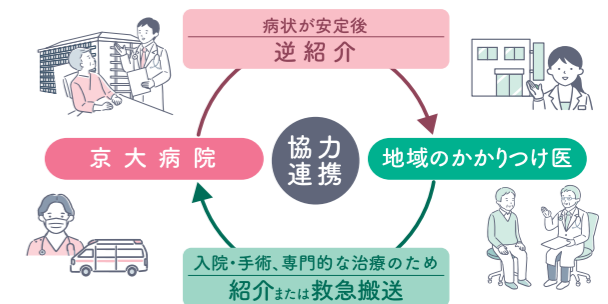 病状が安定後
逆紹介
京大病院
協力
連携
地域のかかりつけ医
入院・手術、専門的な治療のため
紹介または救急搬送